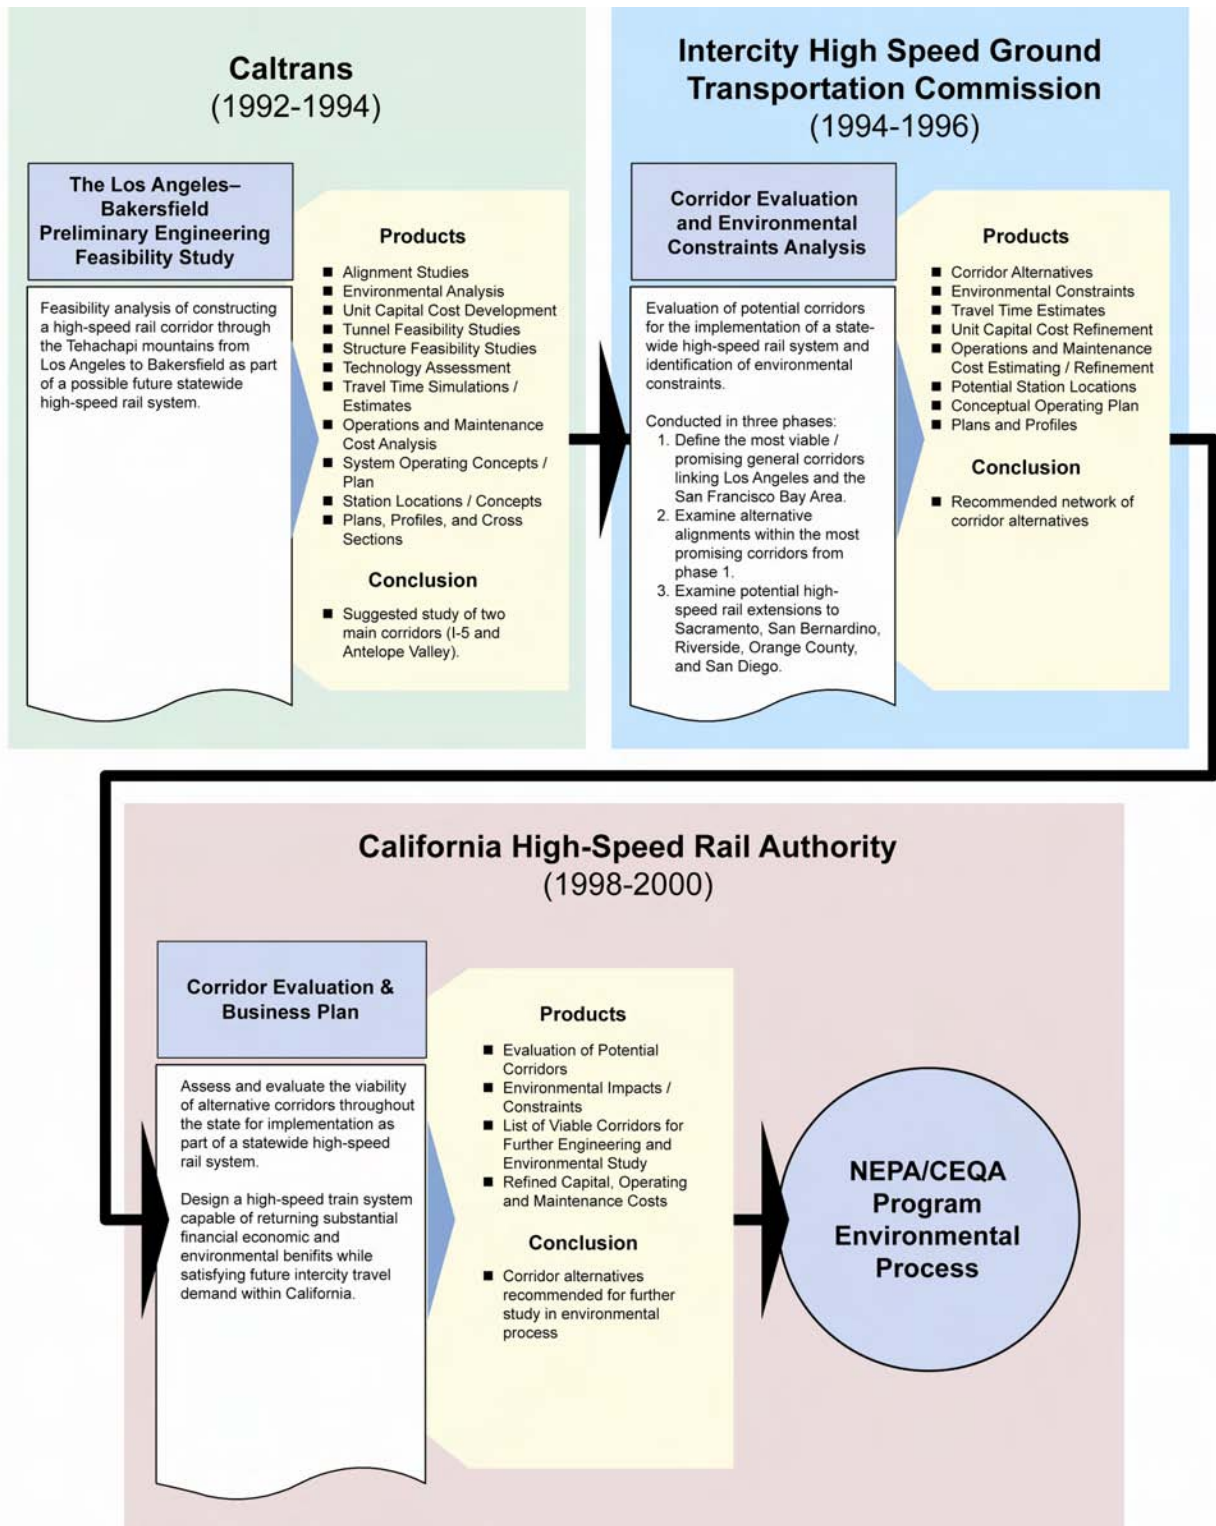 Caltrans
(1992-1994)
The Los Angeles–
Bakersfield
Preliminary Engineering
Feasibility Study
Feasibility analysis of constructing
a high-speed rail corridor through
the Tehachapi mountains from
Los Angeles to Bakersfield as part
of a possible future statewide
high-speed rail system.
Products
■ Alignment Studies
■ Environmental Analysis
■ Unit Capital Cost Development
■ Tunnel Feasibility Studies
■ Structure Feasibility Studies
■ Technology Assessment
■ Travel Time Simulations /
Estimates
■ Operations and Maintenance
Cost Analysis
■ System Operating Concepts /
Plan
■ Station Locations / Concepts
■ Plans, Profiles, and Cross
Sections
Conclusion
■ Suggested study of two
main corridors (I-5 and
Antelope Valley).
Intercity High Speed Ground
Transportation Commission
(1994-1996)
Corridor Evaluation
and Environmental
Constraints Analysis
Evaluation of potential corridors
for the implementation of a state-
wide high-speed rail system and
identification of environmental
constraints.
Conducted in three phases:
1. Define the most viable /
promising general corridors
linking Los Angeles and the
San Francisco Bay Area.
2. Examine alternative
alignments within the most
promising corridors from
phase 1.
3. Examine potential high-
speed rail extensions to
Sacramento, San Bernardino,
Riverside, Orange County,
and San Diego.
Products
■ Corridor Alternatives
■ Environmental Constraints
■ Travel Time Estimates
■ Unit Capital Cost Refinement
■ Operations and Maintenance
Cost Estimating / Refinement
■ Potential Station Locations
■ Conceptual Operating Plan
■ Plans and Profiles
Conclusion
■ Recommended network of
corridor alternatives
California High-Speed Rail Authority
(1998-2000)
Corridor Evaluation &
Business Plan
Assess and evaluate the viability
of alternative corridors throughout
the state for implementation as
part of a statewide high-speed
rail system.
Design a high-speed train system
capable of returning substantial
financial economic and
environmental benifits while
satisfying future intercity travel
demand within California.
Products
■ Evaluation of Potential
Corridors
■ Environmental Impacts /
Constraints
■ List of Viable Corridors for
Further Engineering and
Environmental Study
■ Refined Capital, Operating
and Maintenance Costs
Conclusion
■ Corridor alternatives
recommended for further
study in environmental
process
NEPA/CEQA
Program
Environmental
Process